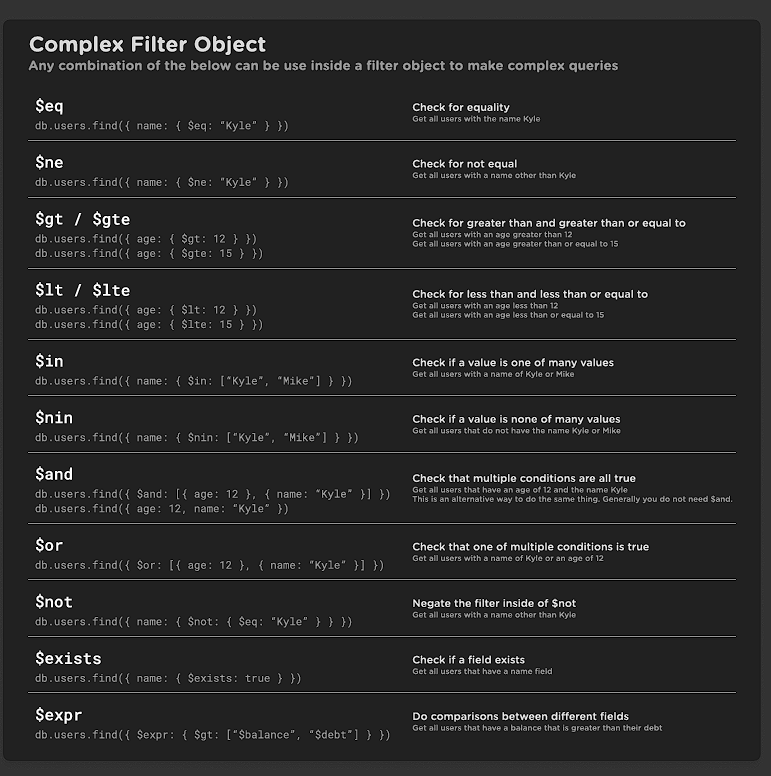 Complex Filter Object
Any combination of the below can be use inside a filter object to make complex queries
$eq
db.users.find({ name: { $eq: “Kyle” } })
Check for equality
Get all users with the name Kyle
$ne
db.users.find({ name: { $ne: “Kyle” } })
Check for not equal
Get all users with a name other than Kyle
$gt / $gte
db.users.find({ age: { $gt: 12 } })
db.users.find({ age: { $gte: 15 } })
Check for greater than and greater than or equal to
Get all users with an age greater than 12
Get all users with an age greater than or equal to 15
$lt / $lte
db.users.find({ age: { $lt: 12 } })
db.users.find({ age: { $lte: 15 } })
Check for less than and less than or equal to
Get all users with an age less than 12
Get all users with an age less than or equal to 15
$in
db.users.find({ name: { $in: [“Kyle”, “Mike”] } })
Check if a value is one of many values
Get all users with a name of Kyle or Mike
$nin
db.users.find({ name: { $nin: [“Kyle”, “Mike”] } })
Check if a value is none of many values
Get all users that do not have the name Kyle or Mike
$and
db.users.find({ $and: [{ age: 12 }, { name: “Kyle” }] })
db.users.find({ age: 12, name: “Kyle” })
Check that multiple conditions are all true
Get all users that have an age of 12 and the name Kyle
This is an alternative way to do the same thing. Generally you do not need $and.
$or
db.users.find({ $or: [{ age: 12 }, { name: “Kyle” }] })
Check that one of multiple conditions is true
Get all users with a name of Kyle or an age of 12
$not
db.users.find({ name: { $not: { $eq: “Kyle” } } })
Negate the filter inside of $not
Get all users with a name other than Kyle
$exists
db.users.find({ name: { $exists: true } })
Check if a field exists
Get all users that have a name field
$expr
db.users.find({ $expr: { $gt: [“$balance”, “$debt”] } })
Do comparisons between different fields
Get all users that have a balance that is greater than their debt